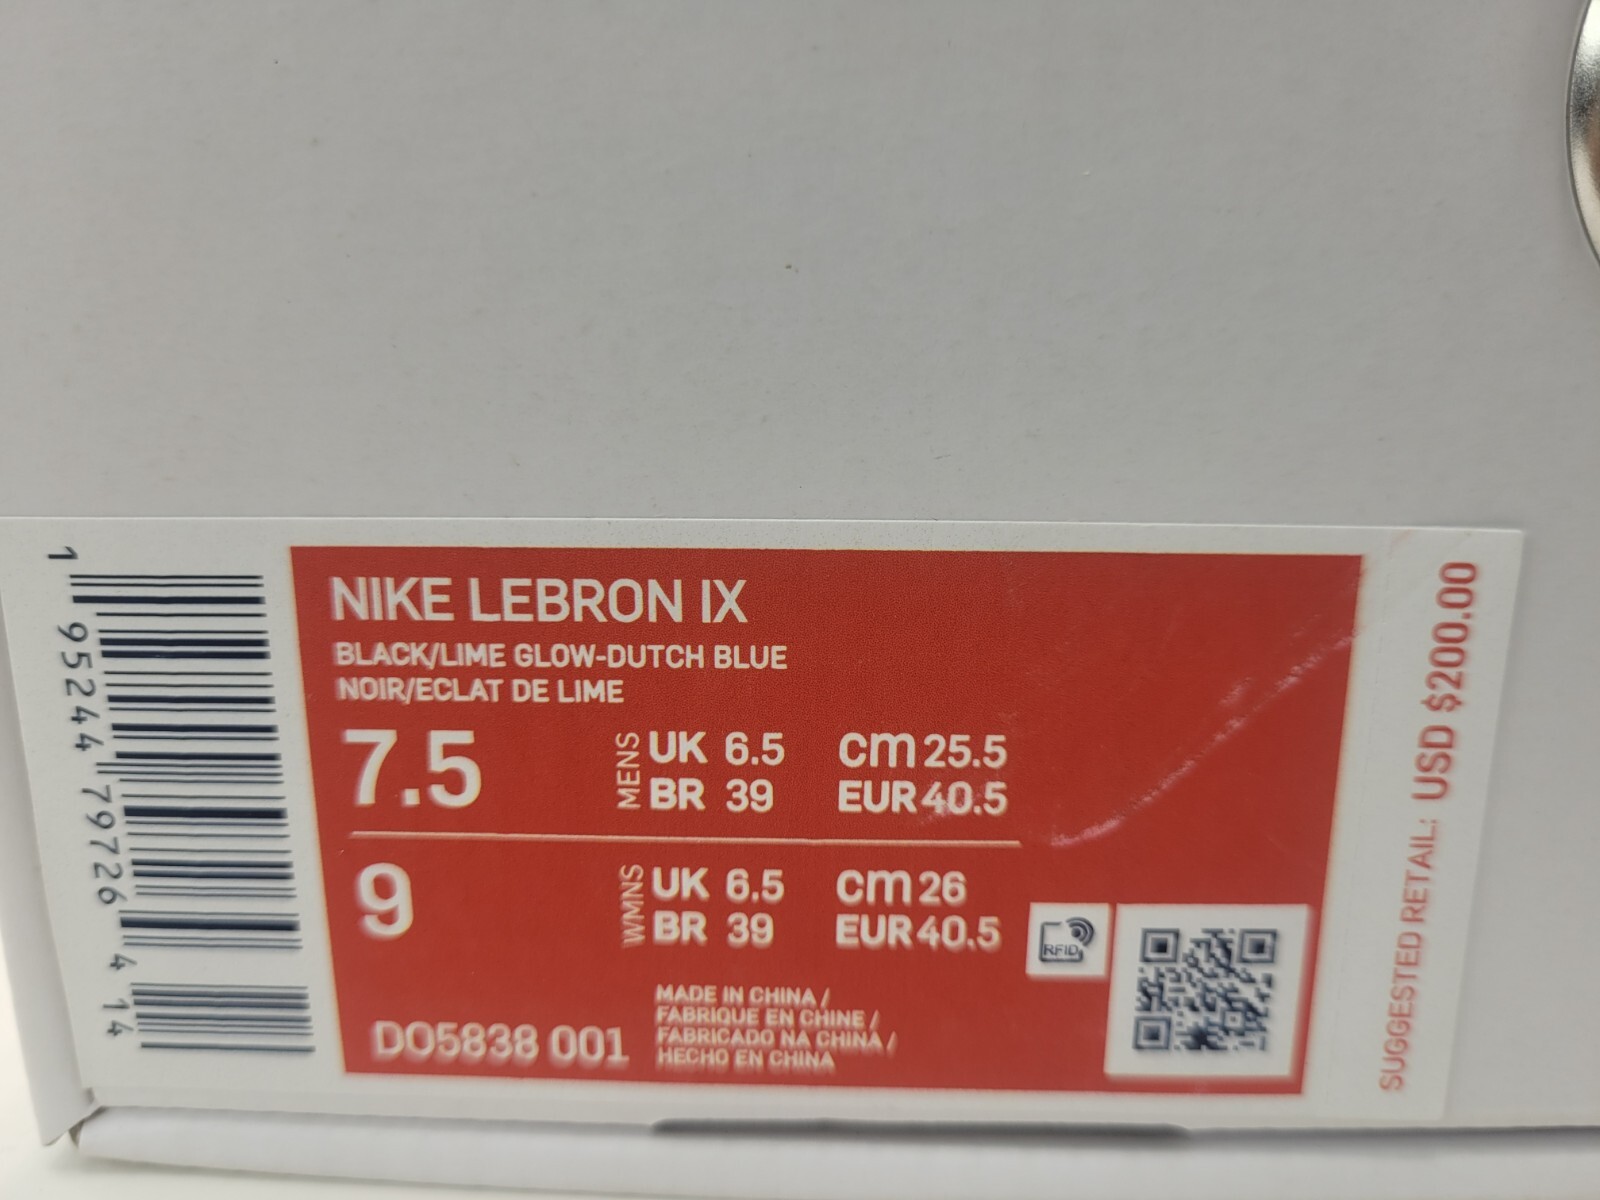 NIKE LEBRON IX
BLACK/LIME GLOW-DUTCH BLUE
NOIR/ECLAT DE LIME
7.5 MENS UK 6.5 cm 25.5
BR 39 EUR 40.5
9 WMNS UK 6.5 cm 26
BR 39 EUR 40.5
RFID
DO5838 001
MADE IN CHINA /
FABRIQUE EN CHINE /
FABRICADO NA CHINA /
HECHO EN CHINA
1 95244 79726 4 14
SUGGESTED RETAIL: USD $200.00